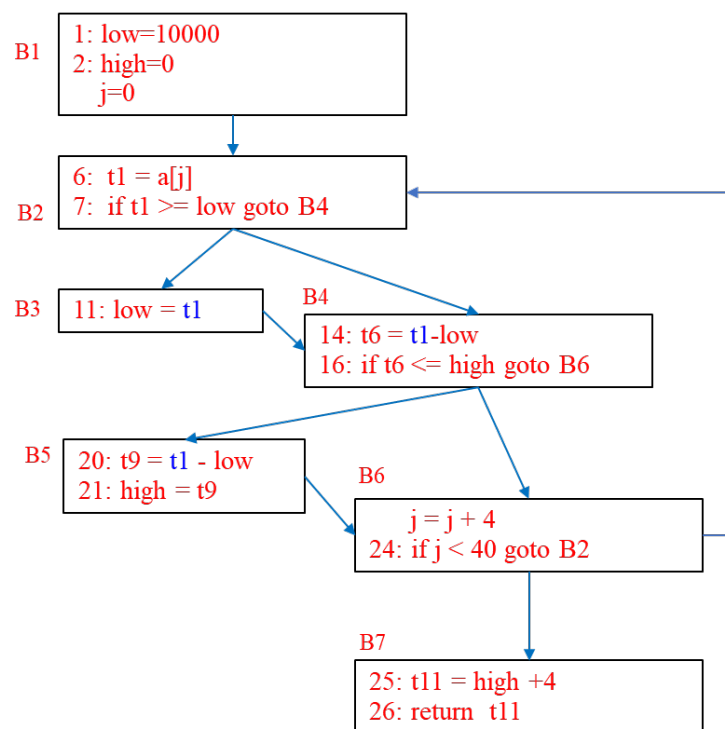 B1
1: low=10000
2: high=0
j=0
B2
6: t1 = a[j]
7: if t1 >= low goto B4
B3
11: low = t1
B4
14: t6 = t1-low
16: if t6 <= high goto B6
B5
20: t9 = t1 - low
21: high = t9
B6
j = j + 4
24: if j < 40 goto B2
B7
25: t11 = high +4
26: return t11